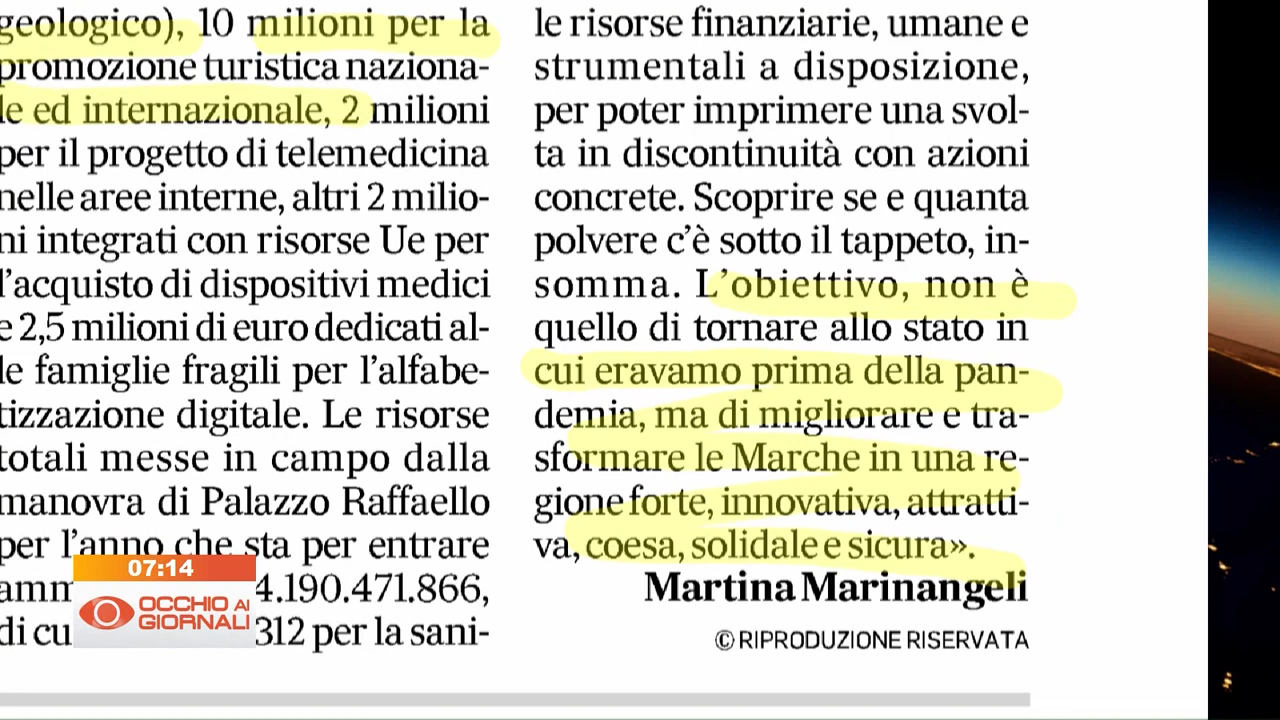 geologico), 10 milioni per la
promozione turistica naziona-
le ed internazionale, 2 milioni
per il progetto di telemedicina
nelle aree interne, altri 2 milio-
ni integrati con risorse Ue per
l'acquisto di dispositivi medici
e 2,5 milioni di euro dedicati al-
le famiglie fragili per l'alfabe-
tizzazione digitale. Le risorse
totali messe in campo dalla
manovra di Palazzo Raffaello
per l'anno che sta per entrare
4.190.471.866,
di cu 312 per la sani-
le risorse finanziarie, umane e
strumentali a disposizione,
per poter imprimere una svol-
ta in discontinuità con azioni
concrete. Scoprire se e quanta
polvere c'è sotto il tappeto, in-
somma. L'obiettivo, non è
quello di tornare allo stato in
cui eravamo prima della pan-
demia, ma di migliorare e tra-
sformare le Marche in una re-
gione forte, innovativa, attratti-
va, coesa, solidale e sicura».
Martina Marinangeli
© RIPRODUZIONE RISERVATA
07:14
OCCHIO AI
GIORNALI